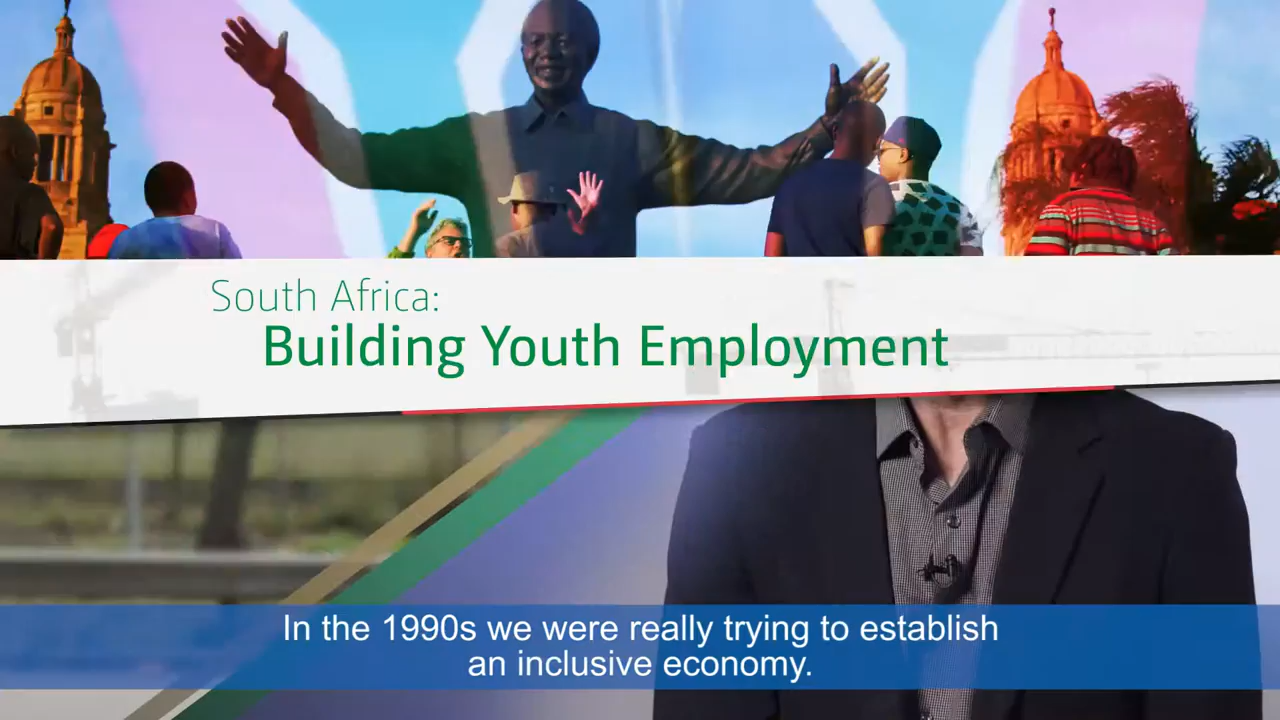 South Africa:
Building Youth Employment
In the 1990s we were really trying to establish
an inclusive economy.